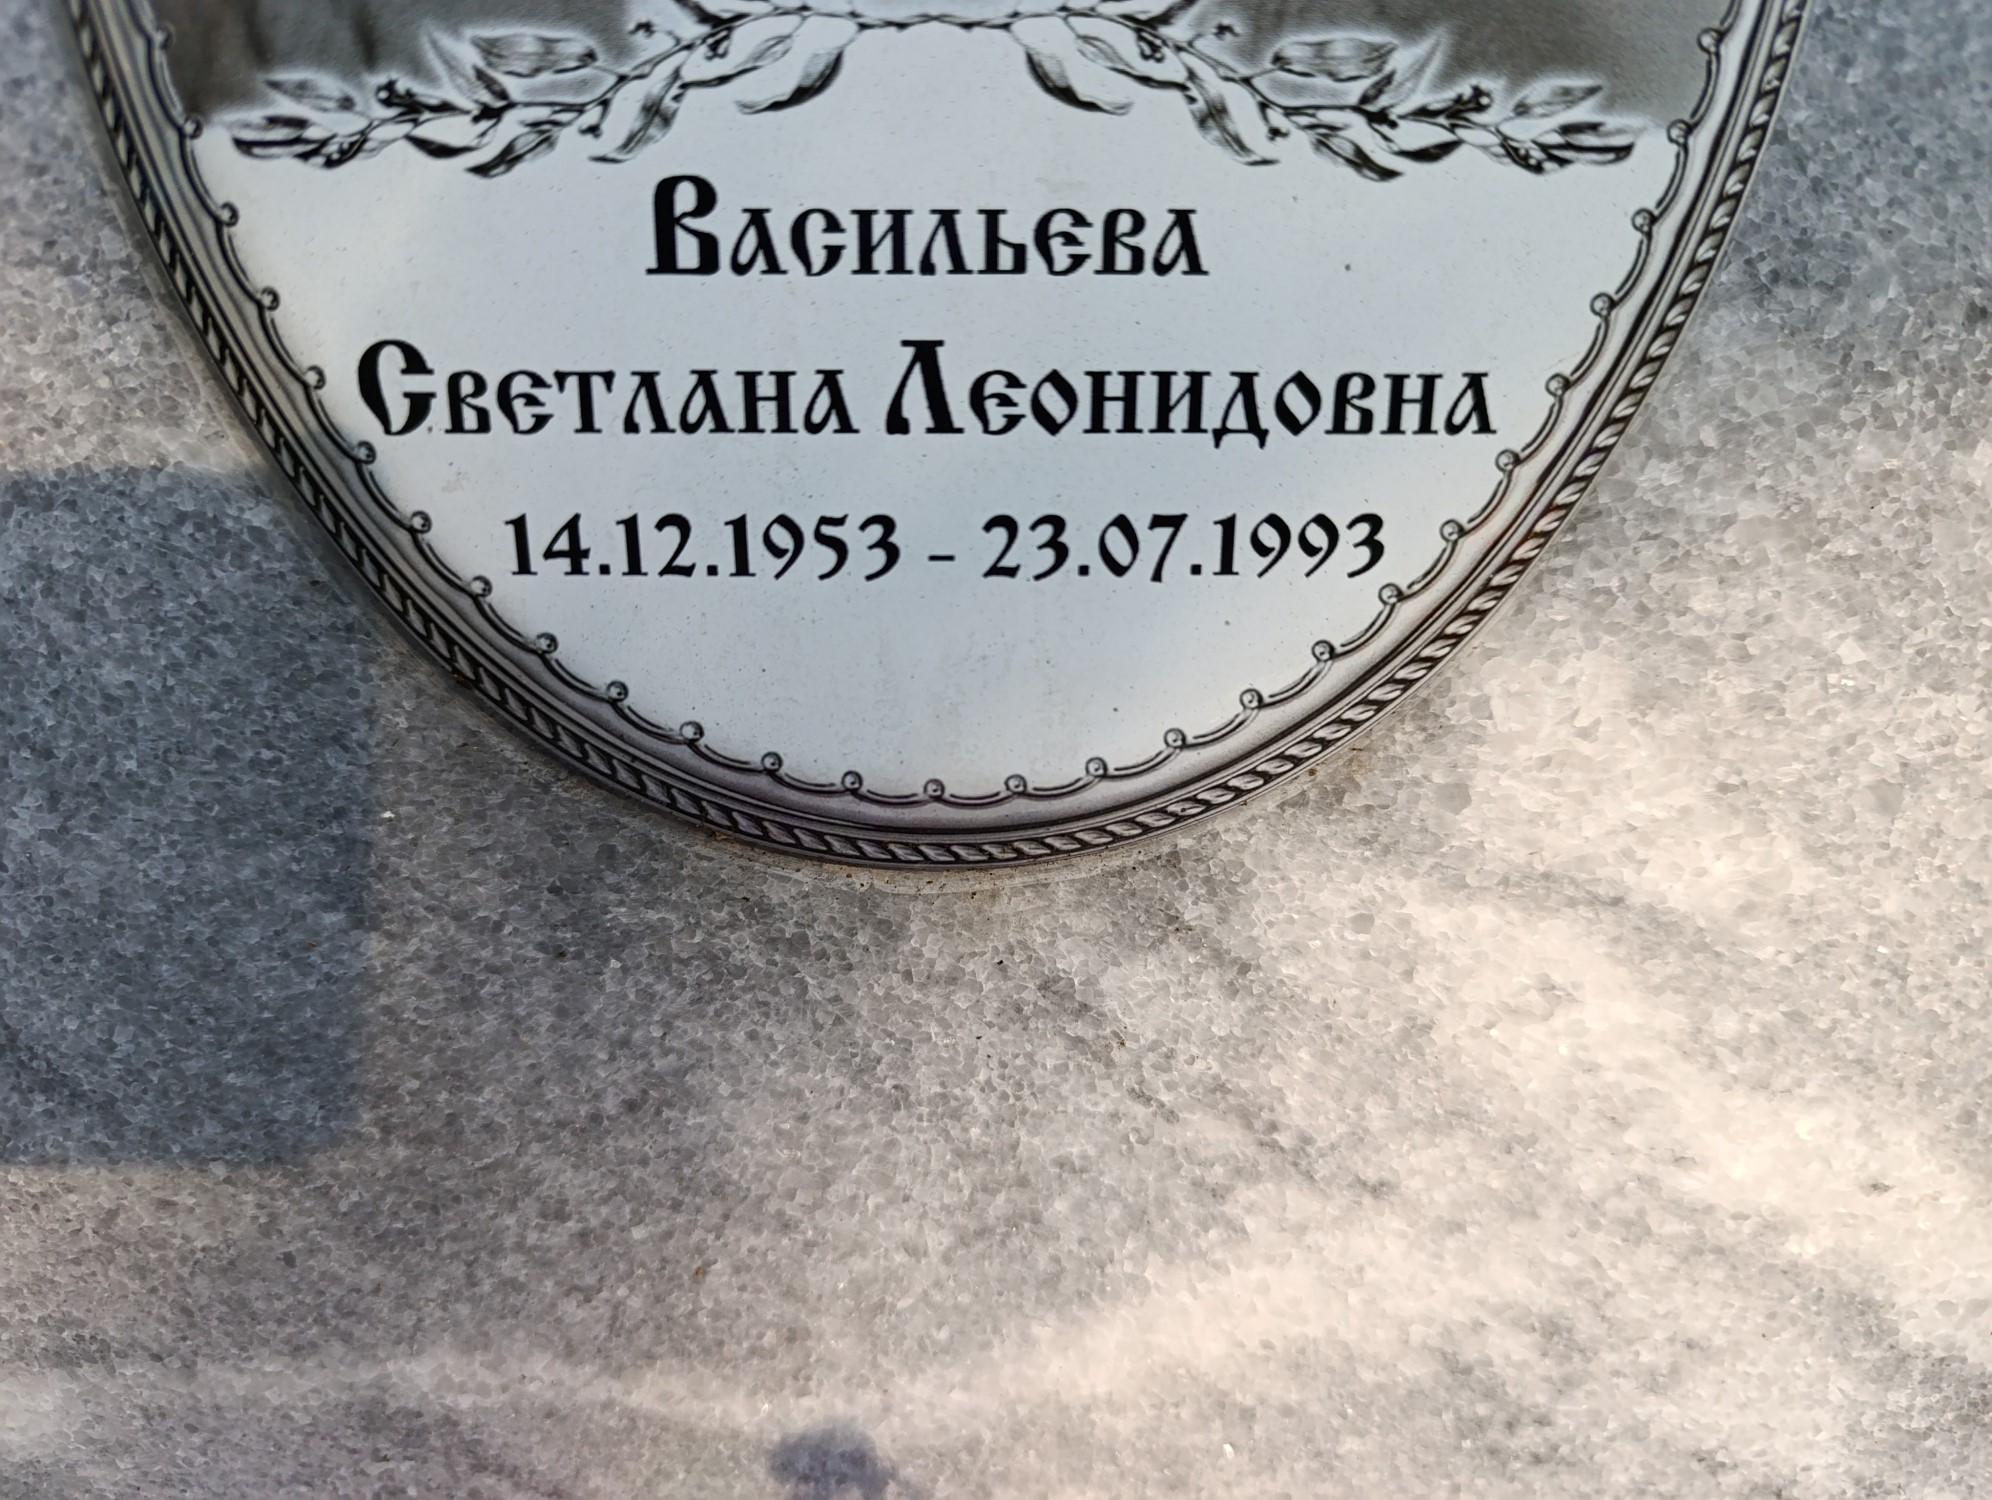 Васильева
Светлана Леонидовна
14.12.1953 - 23.07.1993